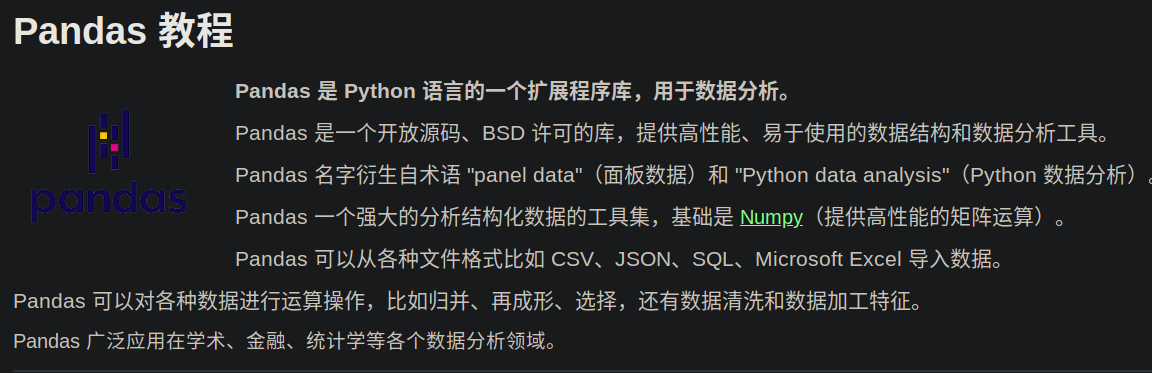 Pandas 教程
Pandas 是 Python 语言的一个扩展程序库，用于数据分析。
Pandas 是一个开放源码、BSD 许可的库，提供高性能、易于使用的数据结构和数据分析工具。
Pandas 名字衍生自术语 "panel data"（面板数据）和 "Python data analysis"（Python 数据分析）。
Pandas 一个强大的分析结构化数据的工具集，基础是 Numpy（提供高性能的矩阵运算）。
Pandas 可以从各种文件格式比如 CSV、JSON、SQL、Microsoft Excel 导入数据。
pandas
Pandas 可以对各种数据进行运算操作，比如归并、再成形、选择，还有数据清洗和数据加工特征。
Pandas 广泛应用在学术、金融、统计学等各个数据分析领域。